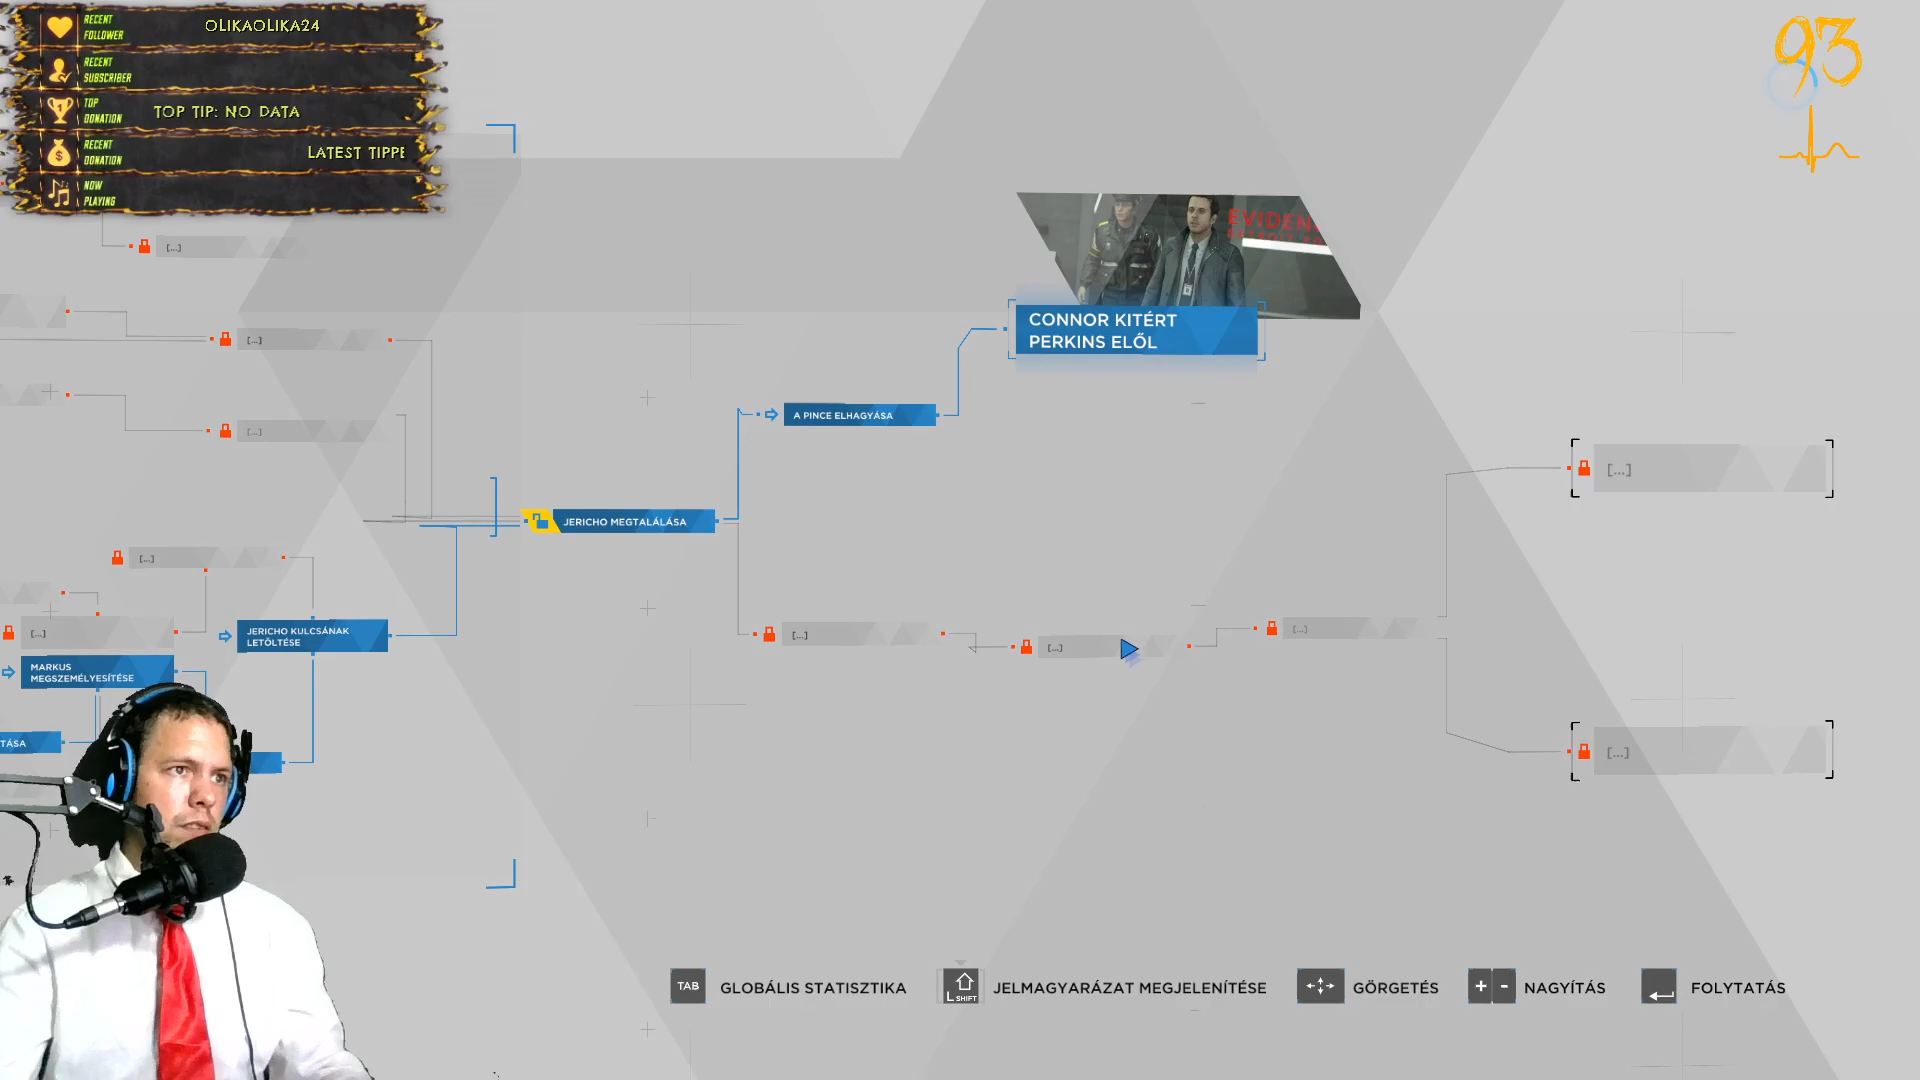 RECENT
FOLLOWER
OLIKAOLIKA24
RECENT
SUBSCRIBER
TOP
DONATION
TOP TIP: NO DATA
RECENT
DONATION
LATEST TIPPE
NOW
PLAYING
93
[...]
EVIDEN
CONNOR KITÉRT
PERKINS ELŐL
[...]
A PINCE ELHAGYÁSA
[...]
[...]
JERICHO MEGTALÁLÁSA
[...]
[...]
JERICHO KULCSÁNAK
LETÖLTÉSE
[...]
[...]
[...]
MARKUS
MEGSZEMÉLYESÍTÉSE
TÁSA
[...]
TAB
GLOBÁLIS STATISZTIKA
L SHIFT
JELMAGYARÁZAT MEGJELENÍTÉSE
GÖRGETÉS
+ -
NAGYÍTÁS
FOLYTATÁS